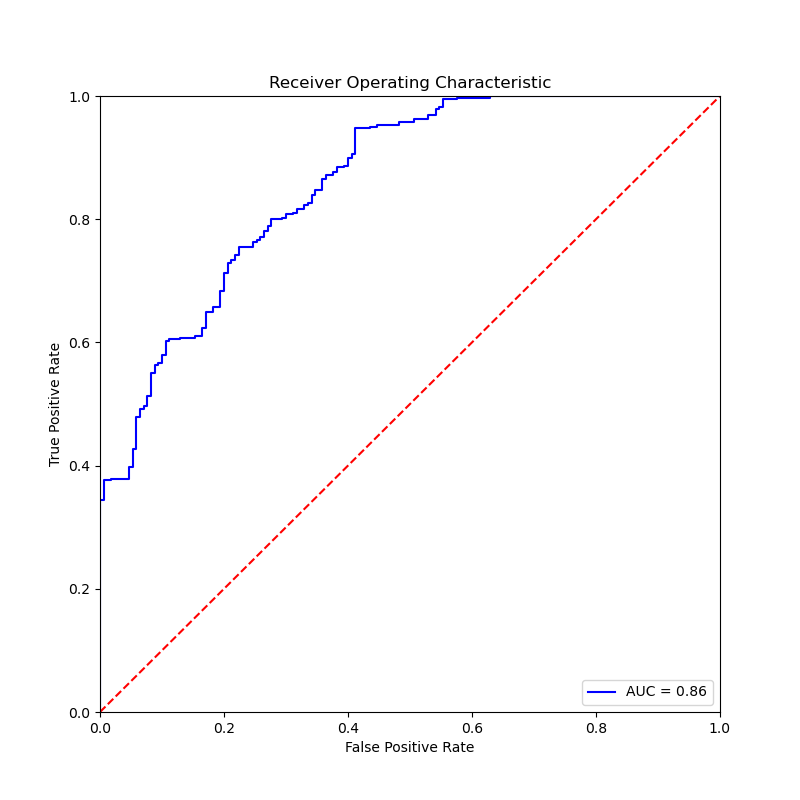 Receiver Operating Characteristic
1.0
0.8
0.6
0.4
0.2
0.0
True Positive Rate
AUC = 0.86
0.0 0.2 0.4 0.6 0.8 1.0
False Positive Rate